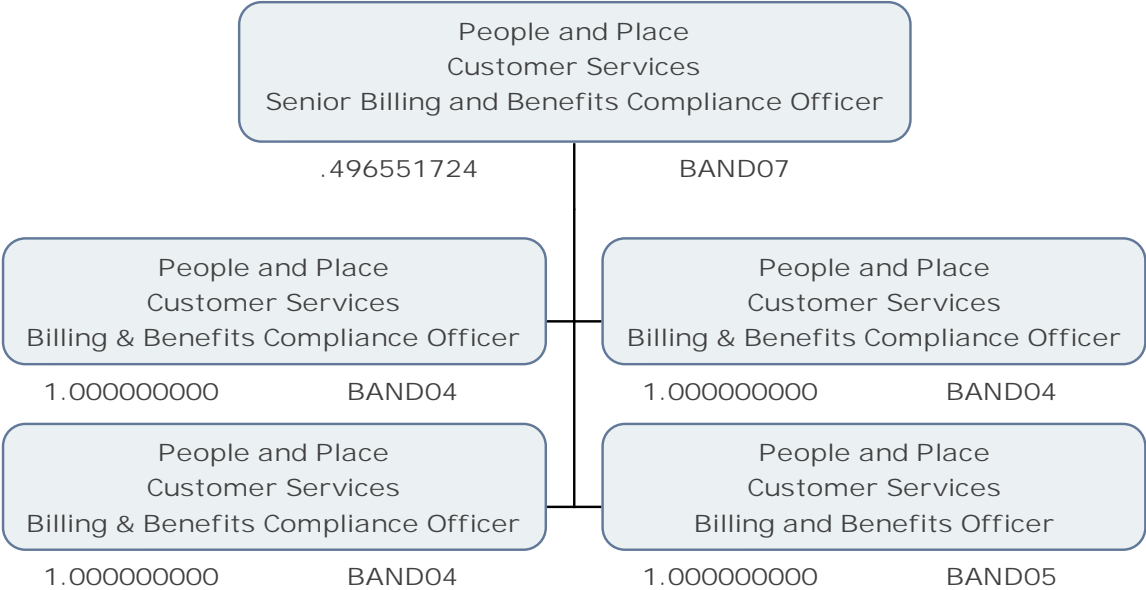 People and Place
Customer Services
Senior Billing and Benefits Compliance Officer
.496551724 BAND07
People and Place
Customer Services
Billing & Benefits Compliance Officer
1.000000000 BAND04
People and Place
Customer Services
Billing & Benefits Compliance Officer
1.000000000 BAND04
People and Place
Customer Services
Billing & Benefits Compliance Officer
1.000000000 BAND04
People and Place
Customer Services
Billing and Benefits Officer
1.000000000 BAND05